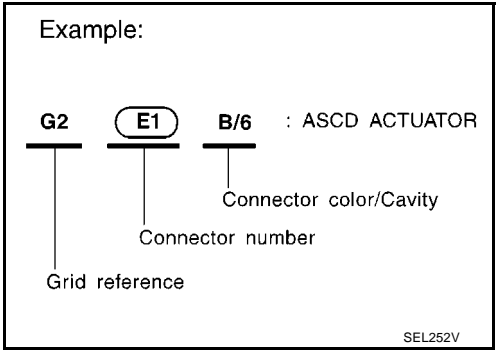 Example:
G2 E1 B/6 : ASCD ACTUATOR
Connector color/Cavity
Connector number
Grid reference
SEL252V